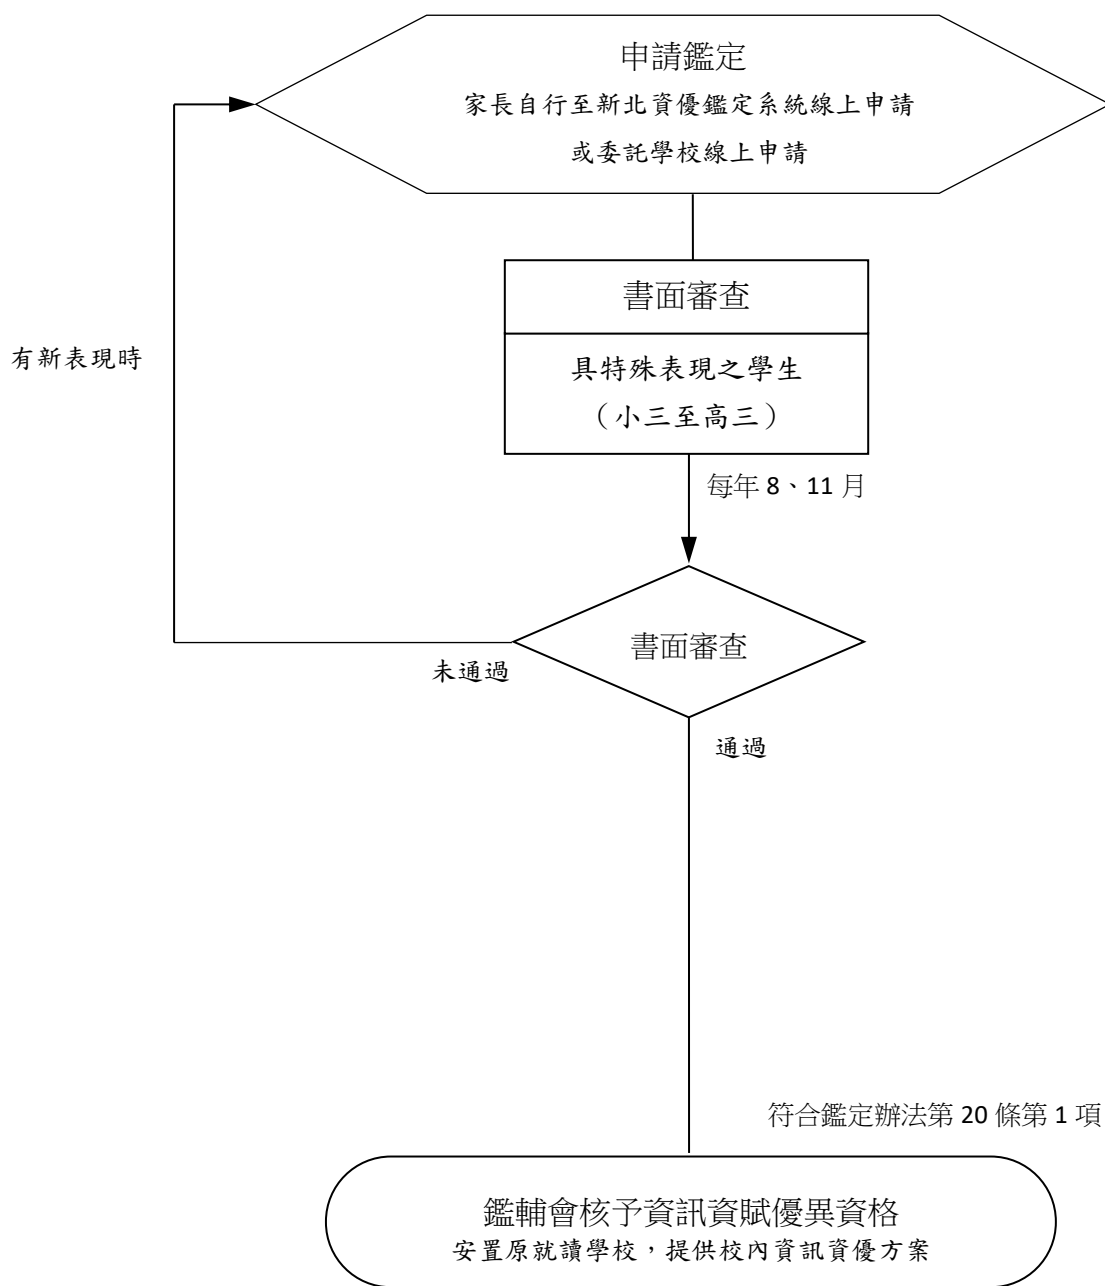 申請鑑定
家長自行至新北資優鑑定系統線上申請
或委託學校線上申請
書面審查
有新表現時
具特殊表現之學生
（小三至高三）
每年 8、11 月
書面審查
未通過
通過
符合鑑定辦法第 20 條第 1 項
鑑輔會核予資訊資賦優異資格
安置原就讀學校，提供校內資訊資優方案